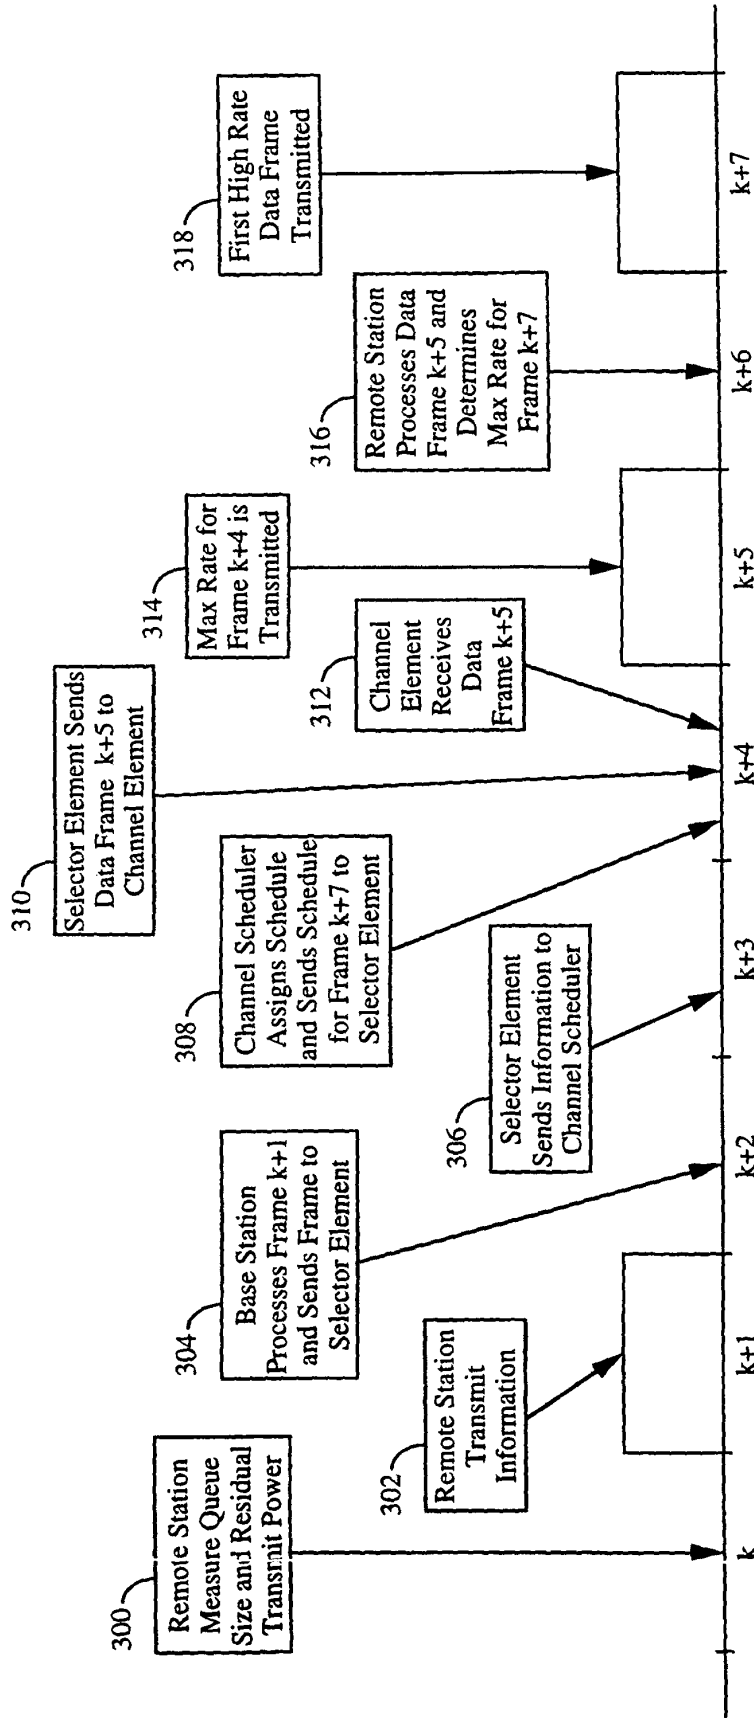 300
Remote Station
Measure Queue
Size and Residual
Transmit Power
302
Remote Station
Transmit
Information
304
Base Station
Processes Frame k+1
and Sends Frame to
Selector Element
306
Selector Element
Sends Information to
Channel Scheduler
308
Channel Scheduler
Assigns Schedule
and Sends Schedule
for Frame k+7 to
Selector Element
310
Selector Element Sends
Data Frame k+5 to
Channel Element
312
Channel
Element
Receives
Data
Frame k+5
314
Max Rate for
Frame k+4 is
Transmitted
316
Remote Station
Processes Data
Frame k+5 and
Determines
Max Rate for
Frame k+7
318
First High Rate
Data Frame
Transmitted
k
k+1
k+2
k+3
k+4
k+5
k+6
k+7